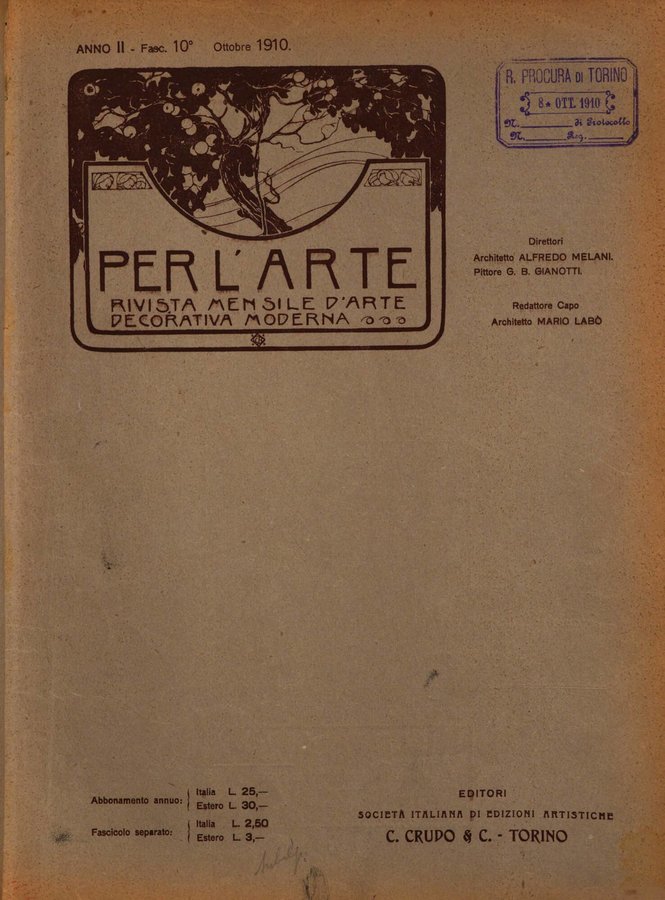 ANNO II - Fasc. 10° Ottobre 1910.
R. PROCURA DI TORINO
8 * OTT. 1910
N. di Protocollo
N. Reg.
PER L'ARTE
RIVISTA MENSILE D'ARTE
DECORATIVA MODERNA
Direttori
Architetto ALFREDO MELANI.
Pittore G. B. GIANOTTI.
Redattore Capo
Architetto MARIO LABÒ
Abbonamento annuo: Italia L. 25,—
Estero L. 30,—
Fascicolo separato: Italia L. 2,50
Estero L. 3,—
EDITORI
SOCIETÀ ITALIANA DI EDIZIONI ARTISTICHE
C. CRUPO & C. - TORINO